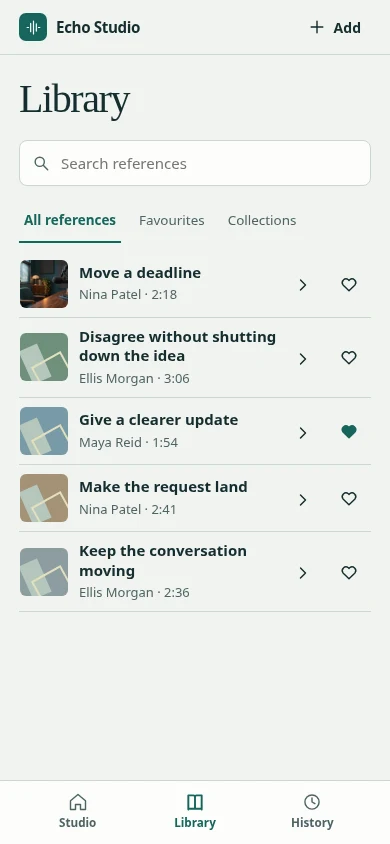 Echo Studio
Add
Library
Search references
All references
Favourites
Collections
Move a deadline
Nina Patel · 2:18
Disagree without shutting
down the idea
Ellis Morgan · 3:06
Give a clearer update
Maya Reid · 1:54
Make the request land
Nina Patel · 2:41
Keep the conversation
moving
Ellis Morgan · 2:36
Studio
Library
History